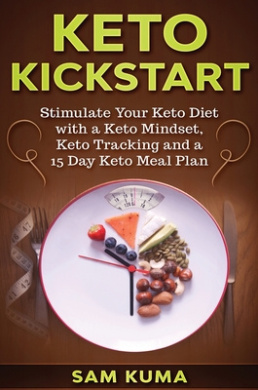 KETO
KICKSTART
Stimulate Your Keto Diet
with a Keto Mindset,
Keto Tracking and a
15 Day Keto Meal Plan
SAM KUMA